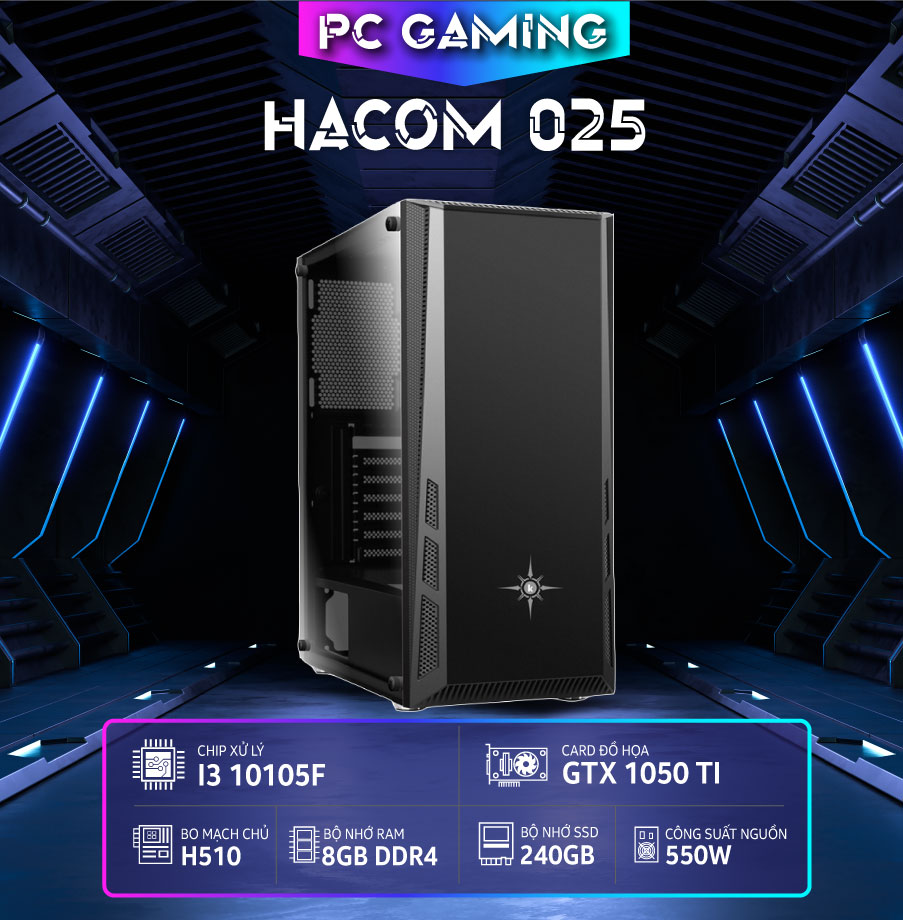 PC GAMING
HACOM 025
k
CHIP XỬ LÝ
I3 10105F
CARD ĐỒ HỌA
GTX 1050 TI
BO MẠCH CHỦ
H510
BỘ NHỚ RAM
8GB DDR4
BỘ NHỚ SSD
240GB
CÔNG SUẤT NGUỒN
550W